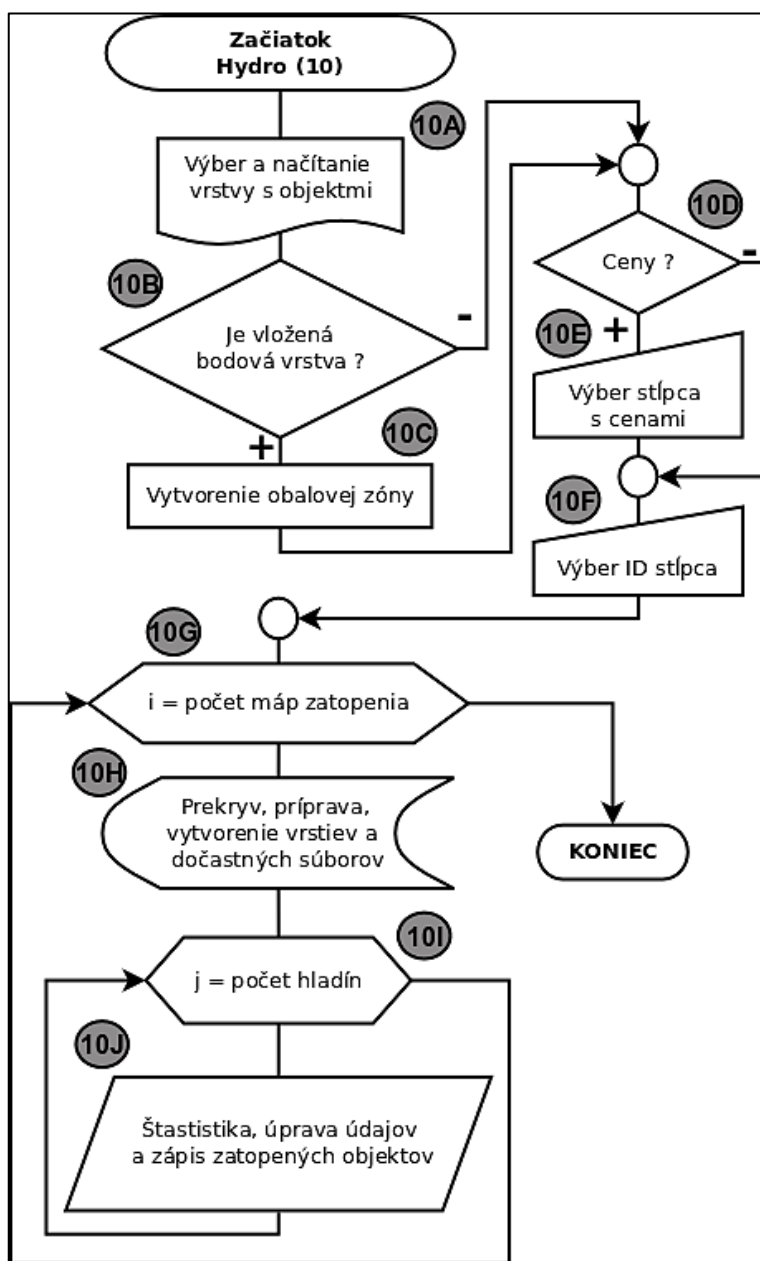 Začiatok
Hydro (10)
10A
Výber a načítanie
vrstvy s objektmi
10B
Je vložená
bodová vrstva ?
-
+
10C
Vytvorenie obalovej zóny
10D
Ceny ?
-
+
10E
Výber stĺpca
s cenami
10F
Výber ID stĺpca
10G
i = počet máp zatopenia
10H
Prekryv, príprava,
vytvorenie vrstiev a
dočastných súborov
KONIEC
10I
j = počet hladín
10J
Štastistika, úprava údajov
a zápis zatopených objektov